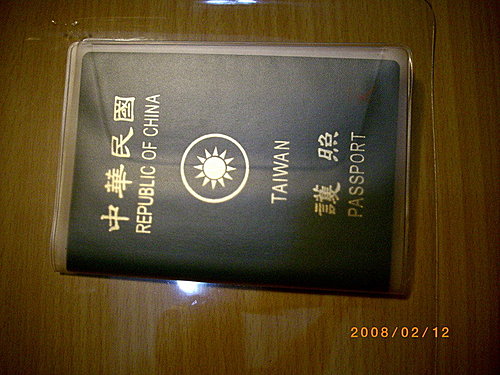 中華民國
REPUBLIC OF CHINA
TAIWAN
護照
PASSPORT
2008/02/12